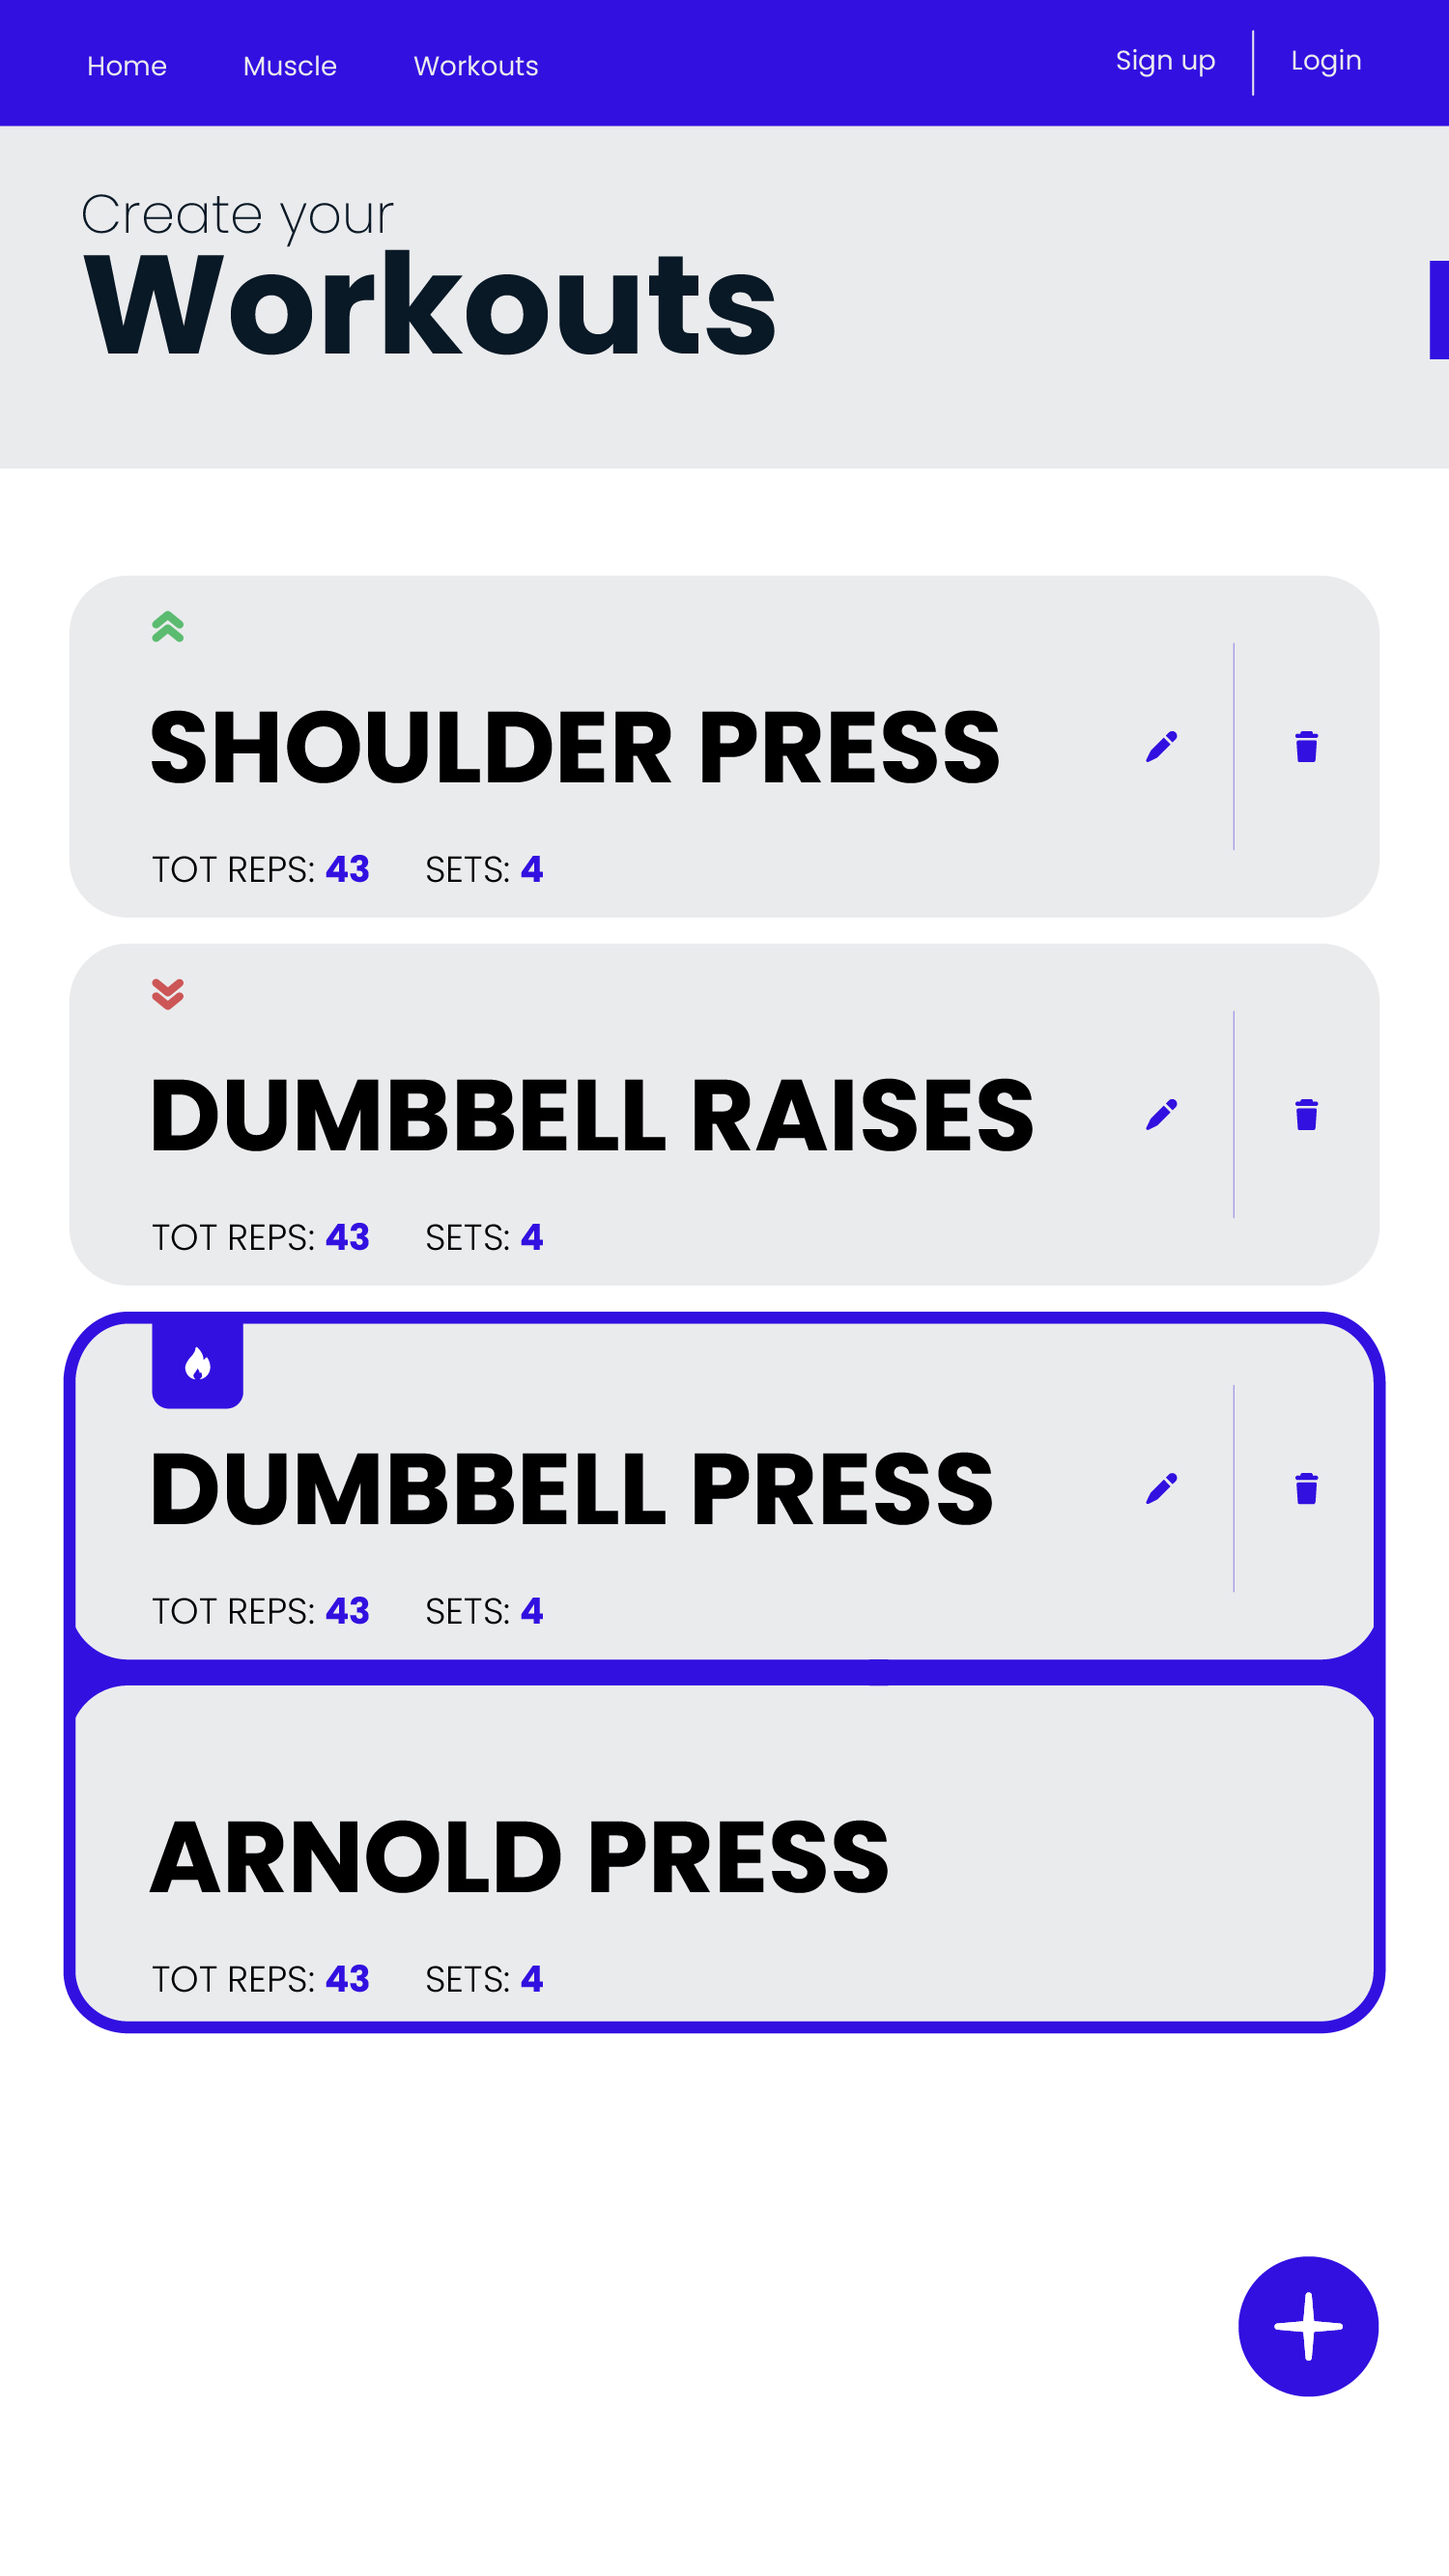 Home Muscle Workouts Sign up Login
Create your
Workouts
SHOULDER PRESS
TOT REPS: 43 SETS: 4
DUMBBELL RAISES
TOT REPS: 43 SETS: 4
DUMBBELL PRESS
TOT REPS: 43 SETS: 4
ARNOLD PRESS
TOT REPS: 43 SETS: 4